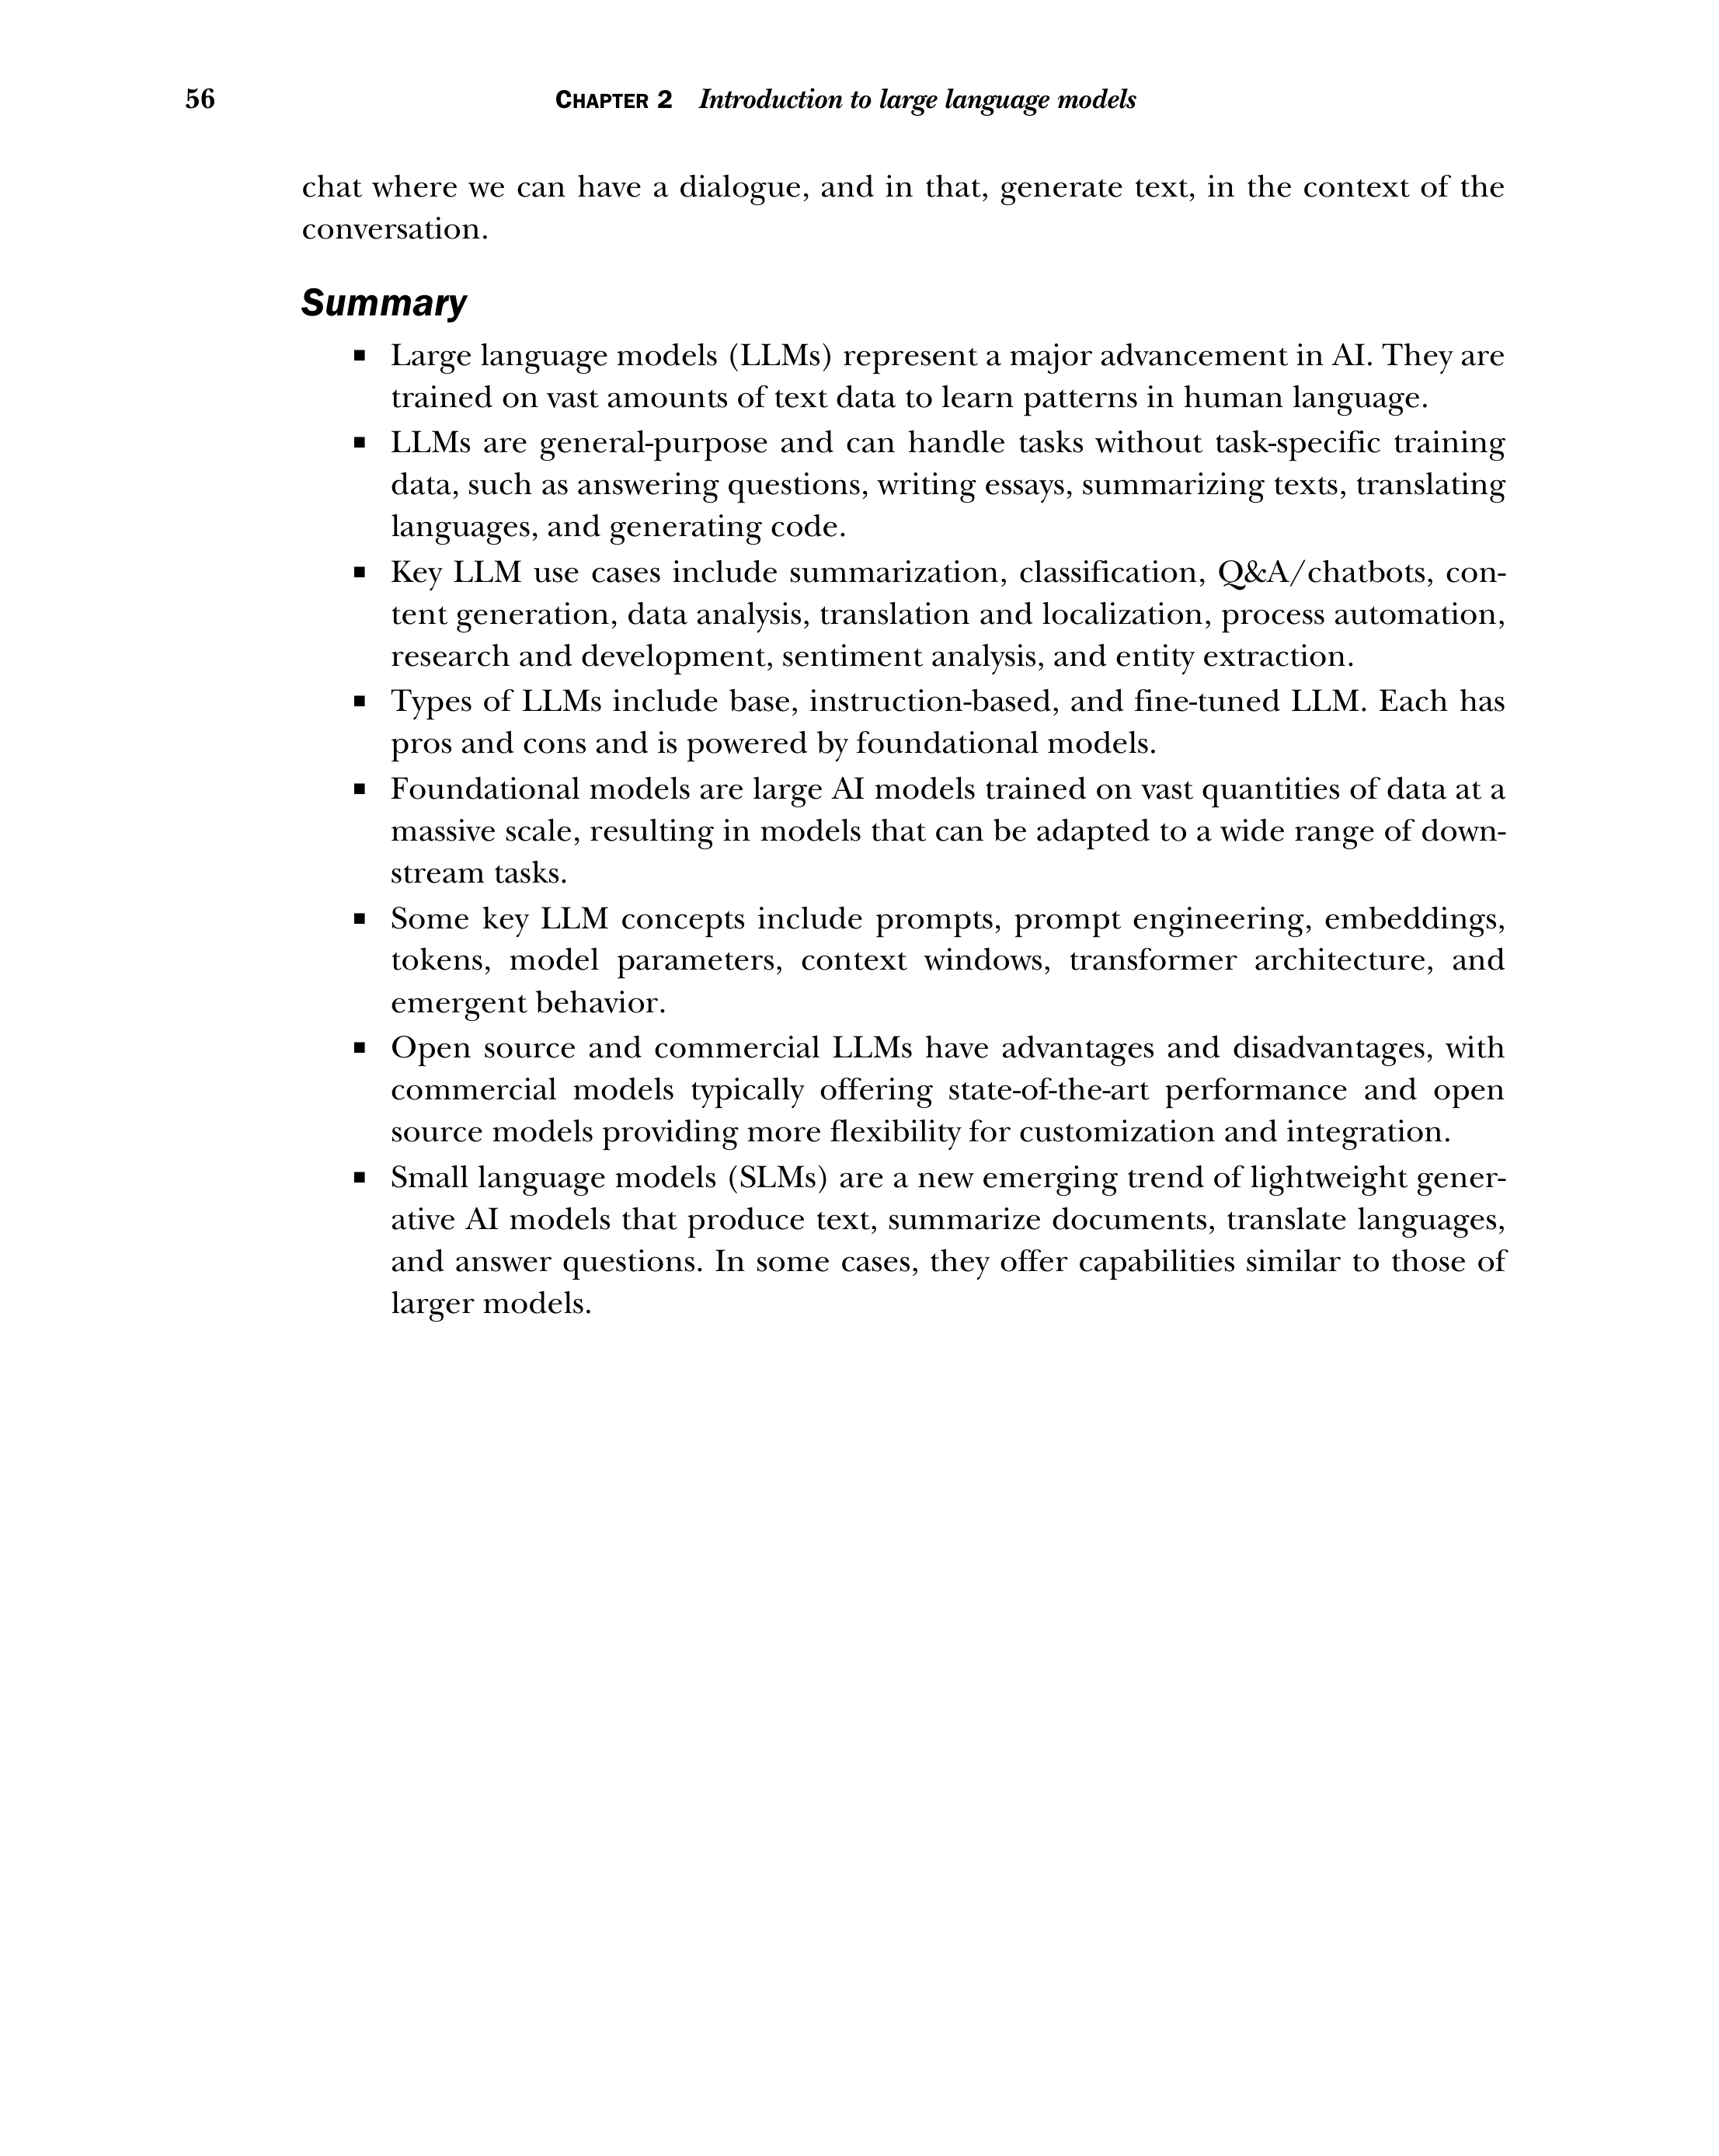 56 CHAPTER 2 Introduction to large language models
chat where we can have a dialogue, and in that, generate text, in the context of the
conversation.
Summary
■ Large language models (LLMs) represent a major advancement in AI. They are
trained on vast amounts of text data to learn patterns in human language.
■ LLMs are general-purpose and can handle tasks without task-specific training
data, such as answering questions, writing essays, summarizing texts, translating
languages, and generating code.
■ Key LLM use cases include summarization, classification, Q&A/chatbots, con-
tent generation, data analysis, translation and localization, process automation,
research and development, sentiment analysis, and entity extraction.
■ Types of LLMs include base, instruction-based, and fine-tuned LLM. Each has
pros and cons and is powered by foundational models.
■ Foundational models are large AI models trained on vast quantities of data at a
massive scale, resulting in models that can be adapted to a wide range of down-
stream tasks.
■ Some key LLM concepts include prompts, prompt engineering, embeddings,
tokens, model parameters, context windows, transformer architecture, and
emergent behavior.
■ Open source and commercial LLMs have advantages and disadvantages, with
commercial models typically offering state-of-the-art performance and open
source models providing more flexibility for customization and integration.
■ Small language models (SLMs) are a new emerging trend of lightweight gener-
ative AI models that produce text, summarize documents, translate languages,
and answer questions. In some cases, they offer capabilities similar to those of
larger models.